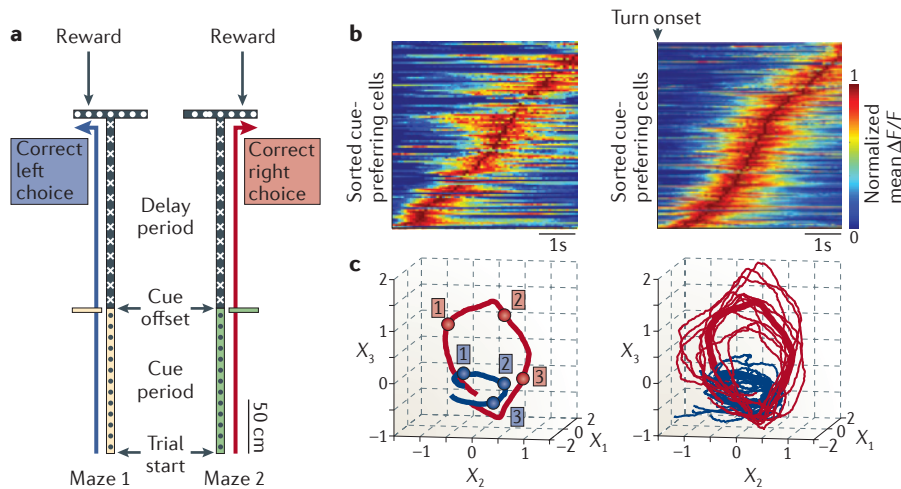 a
Reward
Reward
Correct
left
choice
Correct
right
choice
Delay
period
Cue
offset
Cue
period
Trial
start
50 cm
Maze 1
Maze 2
b
Sorted cue-
preferring cells
1s
Turn onset
Sorted cue-
preferring cells
1s
1
0
Normalized
mean ΔF/F
c
2
1
0
–1
X3
1
2
3
1
2
3
–1
0
1
X2
2
0
–2
X1
2
1
0
–1
X3
–1
0
1
X2
2
0
–2
X1